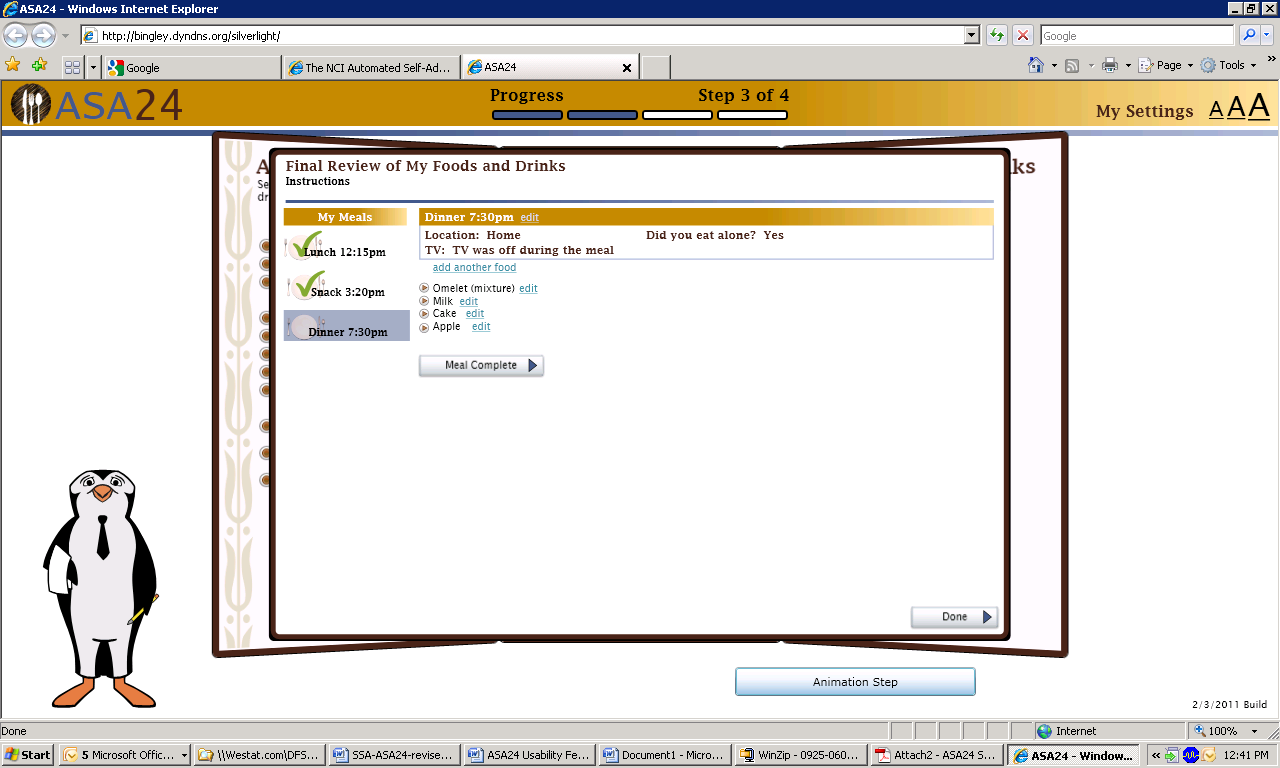 ASA24 - Windows Internet Explorer
http://bingley.dyndns.org/silverlight/
Google
Google
The NCI Automated Self-Ad...
ASA24
Page
Tools
»
ASA24
Progress
Step 3 of 4
My Settings A A A
A
ks
Se
dr
Final Review of My Foods and Drinks
Instructions
My Meals
Lunch 12:15pm
Snack 3:20pm
Dinner 7:30pm
Dinner 7:30pm edit
Location: Home Did you eat alone? Yes
TV: TV was off during the meal
add another food
Omelet (mixture) edit
Milk edit
Cake edit
Apple edit
Meal Complete
Done
Animation Step
2/3/2011 Build
Done
Internet
100%
Start
5 Microsoft Offic...
\\Westat.com\DFS...
SSA-ASA24-revise...
ASA24 Usability Fe...
Document1 - Micro...
WinZip - 0925-060...
Attach2 - ASA24 S...
ASA24 - Window...
«
12:41 PM